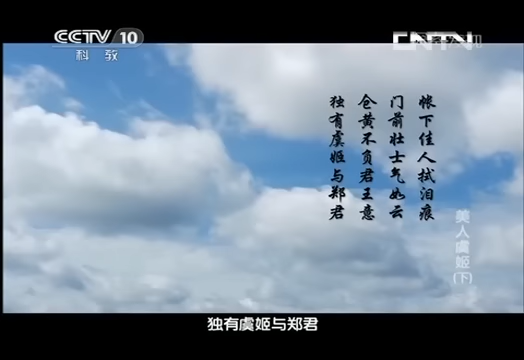 CCTV 10
科教
CNTN
帐下佳人拭泪痕
门前壮士气如云
仓黄不负君王意
独有虞姬与郑君
美人虞姬(下)
独有虞姬与郑君